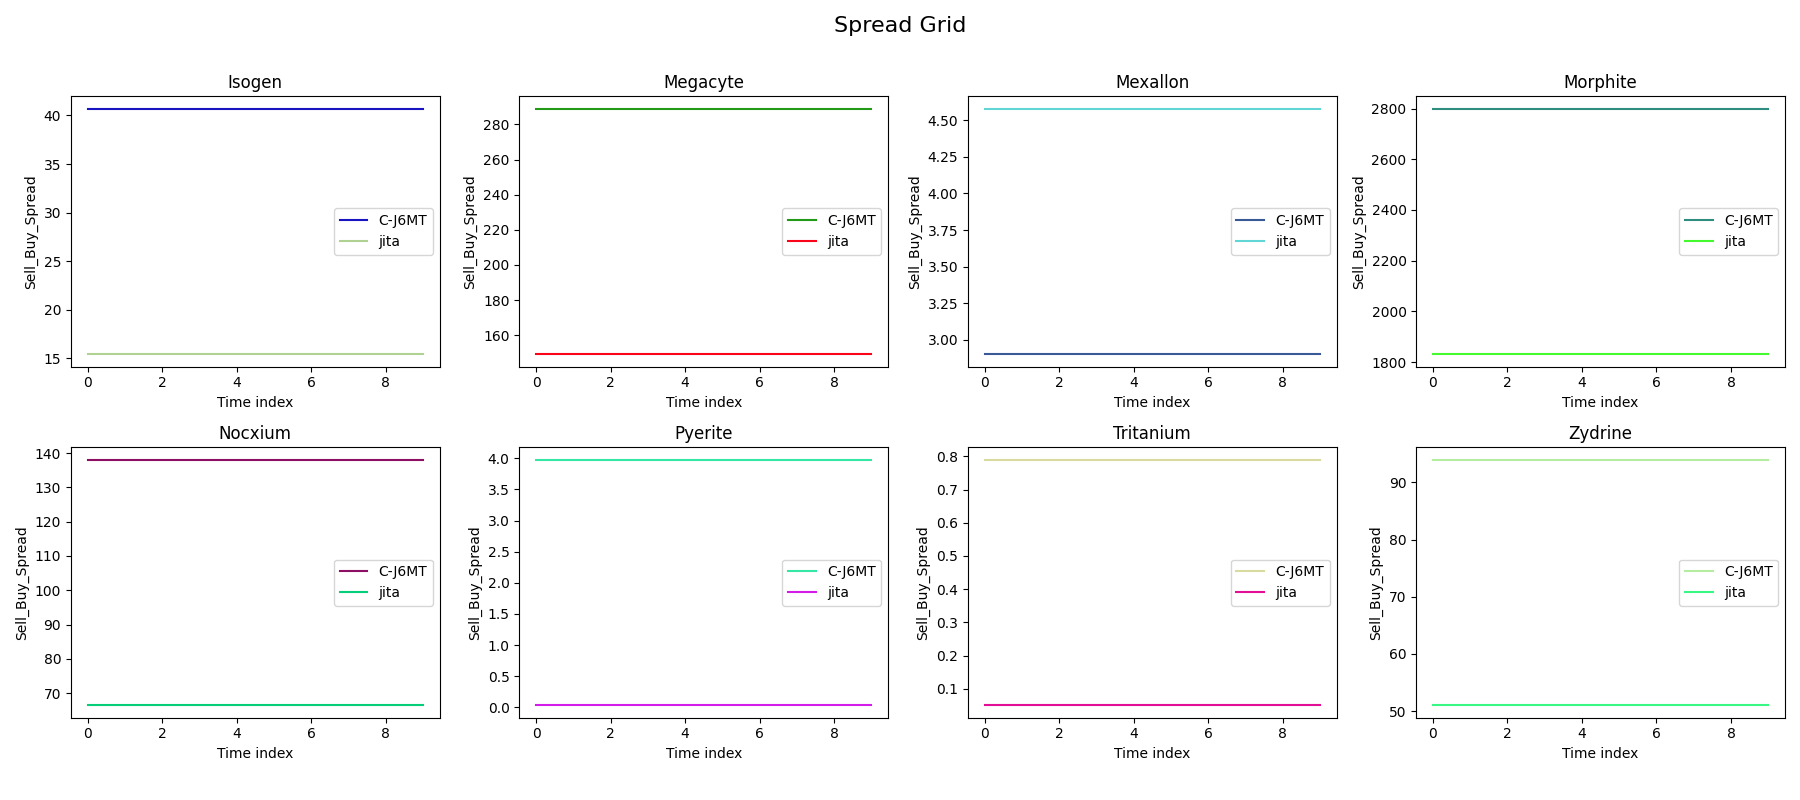 Spread Grid
Isogen
Sell_Buy_Spread
40
35
30
25
20
15
C-J6MT
jita
0 2 4 6 8
Time index
Megacyte
Sell_Buy_Spread
280
260
240
220
200
180
160
C-J6MT
jita
0 2 4 6 8
Time index
Mexallon
Sell_Buy_Spread
4.50
4.25
4.00
3.75
3.50
3.25
3.00
C-J6MT
jita
0 2 4 6 8
Time index
Morphite
Sell_Buy_Spread
2800
2600
2400
2200
2000
1800
C-J6MT
jita
0 2 4 6 8
Time index
Nocxium
Sell_Buy_Spread
140
130
120
110
100
90
80
70
C-J6MT
jita
0 2 4 6 8
Time index
Pyerite
Sell_Buy_Spread
4.0
3.5
3.0
2.5
2.0
1.5
1.0
0.5
0.0
C-J6MT
jita
0 2 4 6 8
Time index
Tritanium
Sell_Buy_Spread
0.8
0.7
0.6
0.5
0.4
0.3
0.2
0.1
C-J6MT
jita
0 2 4 6 8
Time index
Zydrine
Sell_Buy_Spread
90
80
70
60
50
C-J6MT
jita
0 2 4 6 8
Time index